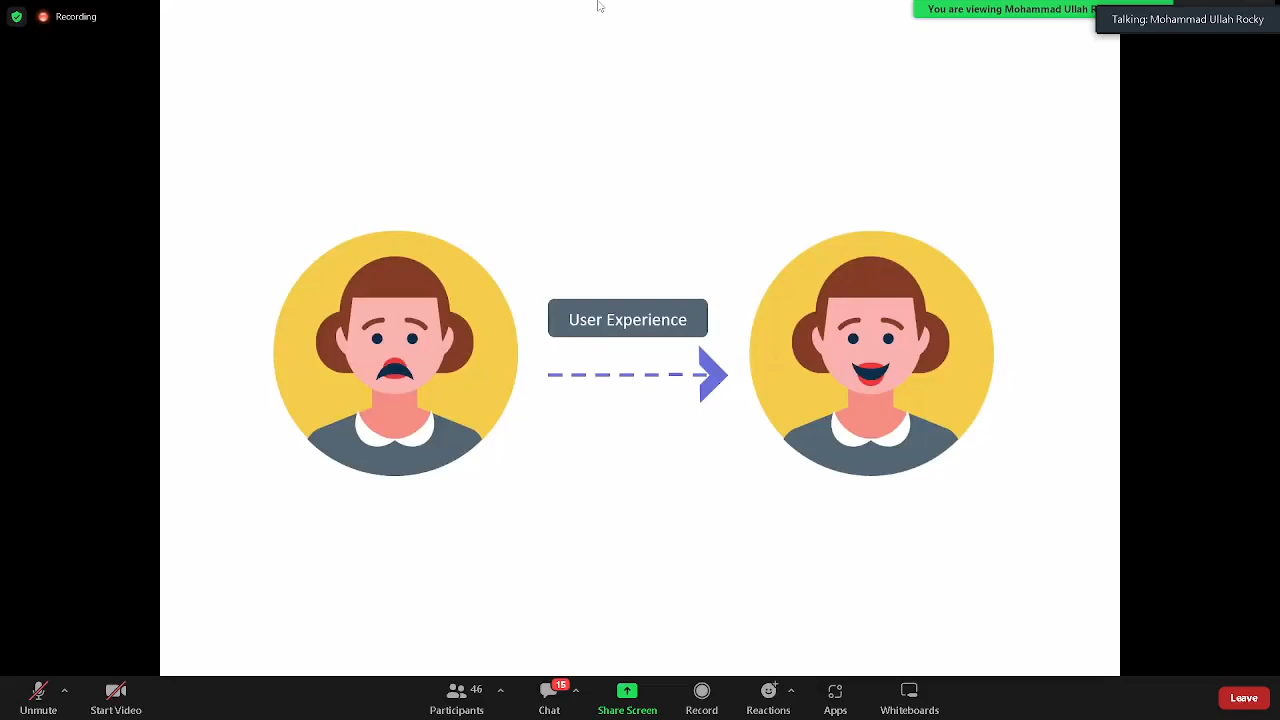 Recording
You are viewing Mohammad Ullah R
Talking: Mohammad Ullah Rocky
User Experience
46
15
Unmute
Start Video
Participants
Chat
Share Screen
Record
Reactions
Apps
Whiteboards
Leave